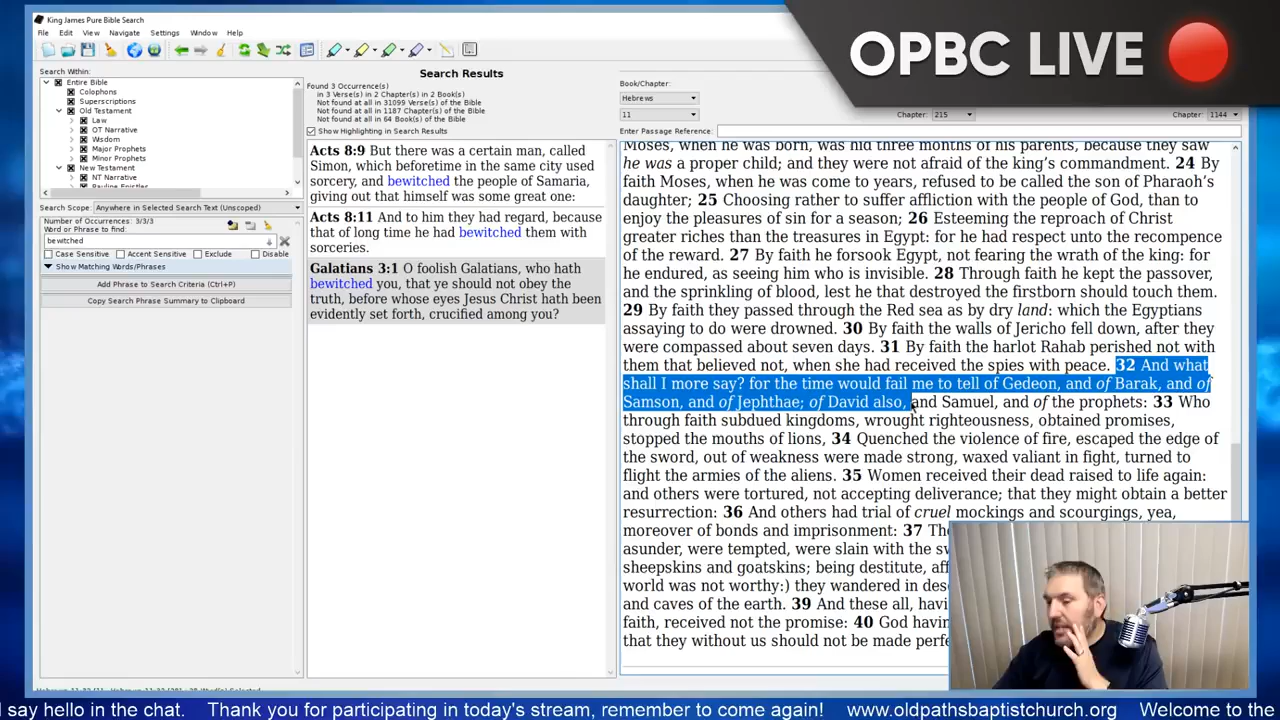 King James Pure Bible Search
OPBC LIVE
File Edit View Navigate Settings Window Help
Search Within:
Entire Bible
Colophons
Superscriptions
Old Testament
Law
OT Narrative
Wisdom
Major Prophets
Minor Prophets
New Testament
NT Narrative
Pauline Epistles
Search Scope: Anywhere in Selected Search Text (Unscoped)
Number of Occurrences: 3/3/3
Word or Phrase to find:
bewitched
Case Sensitive Accent Sensitive Exclude Disable
Show Matching Words/Phrases
Add Phrase to Search Criteria (Ctrl+P)
Copy Search Phrase Summary to Clipboard
Search Results
Found 3 Occurrence(s)
in 3 Verse(s) in 2 Chapter(s) in 2 Book(s)
Not found at all in 31099 Verse(s) of the Bible
Not found at all in 1187 Chapter(s) of the Bible
Not found at all in 64 Book(s) of the Bible
Show Highlighting in Search Results
Acts 8:9 But there was a certain man, called
Simon, which beforetime in the same city used
sorcery, and bewitched the people of Samaria,
giving out that himself was some great one:
Acts 8:11 And to him they had regard, because
that of long time he had bewitched them with
sorceries.
Galatians 3:1 O foolish Galatians, who hath
bewitched you, that ye should not obey the
truth, before whose eyes Jesus Christ hath been
evidently set forth, crucified among you?
Book/Chapter:
Hebrews
11
Chapter: 215
Chapter: 1144
Enter Passage Reference:
Moses, when he was born, was hid three months of his parents, because they saw
he was a proper child; and they were not afraid of the king's commandment. 24 By
faith Moses, when he was come to years, refused to be called the son of Pharaoh's
daughter; 25 Choosing rather to suffer affliction with the people of God, than to
enjoy the pleasures of sin for a season; 26 Esteeming the reproach of Christ
greater riches than the treasures in Egypt: for he had respect unto the recompence
of the reward. 27 By faith he forsook Egypt, not fearing the wrath of the king: for
he endured, as seeing him who is invisible. 28 Through faith he kept the passover,
and the sprinkling of blood, lest he that destroyed the firstborn should touch them.
29 By faith they passed through the Red sea as by dry land: which the Egyptians
assaying to do were drowned. 30 By faith the walls of Jericho fell down, after they
were compassed about seven days. 31 By faith the harlot Rahab perished not with
them that believed not, when she had received the spies with peace. 32 And what
shall I more say? for the time would fail me to tell of Gedeon, and of Barak, and of
Samson, and of Jephthae; of David also, and Samuel, and of the prophets: 33 Who
through faith subdued kingdoms, wrought righteousness, obtained promises,
stopped the mouths of lions, 34 Quenched the violence of fire, escaped the edge of
the sword, out of weakness were made strong, waxed valiant in fight, turned to
flight the armies of the aliens. 35 Women received their dead raised to life again:
and others were tortured, not accepting deliverance; that they might obtain a better
resurrection: 36 And others had trial of cruel mockings and scourgings, yea,
moreover of bonds and imprisonment: 37
asunder, were tempted, were slain with the
sheepskins and goatskins; being destitute,
world was not worthy:) they wandered in
and caves of the earth. 39 And these all,
faith, received not the promise: 40 God
that they without us should not be made
say hello in the chat. Thank you for participating in today's stream, remember to come again! www.oldpathsbaptistchurch.org Welcome to the